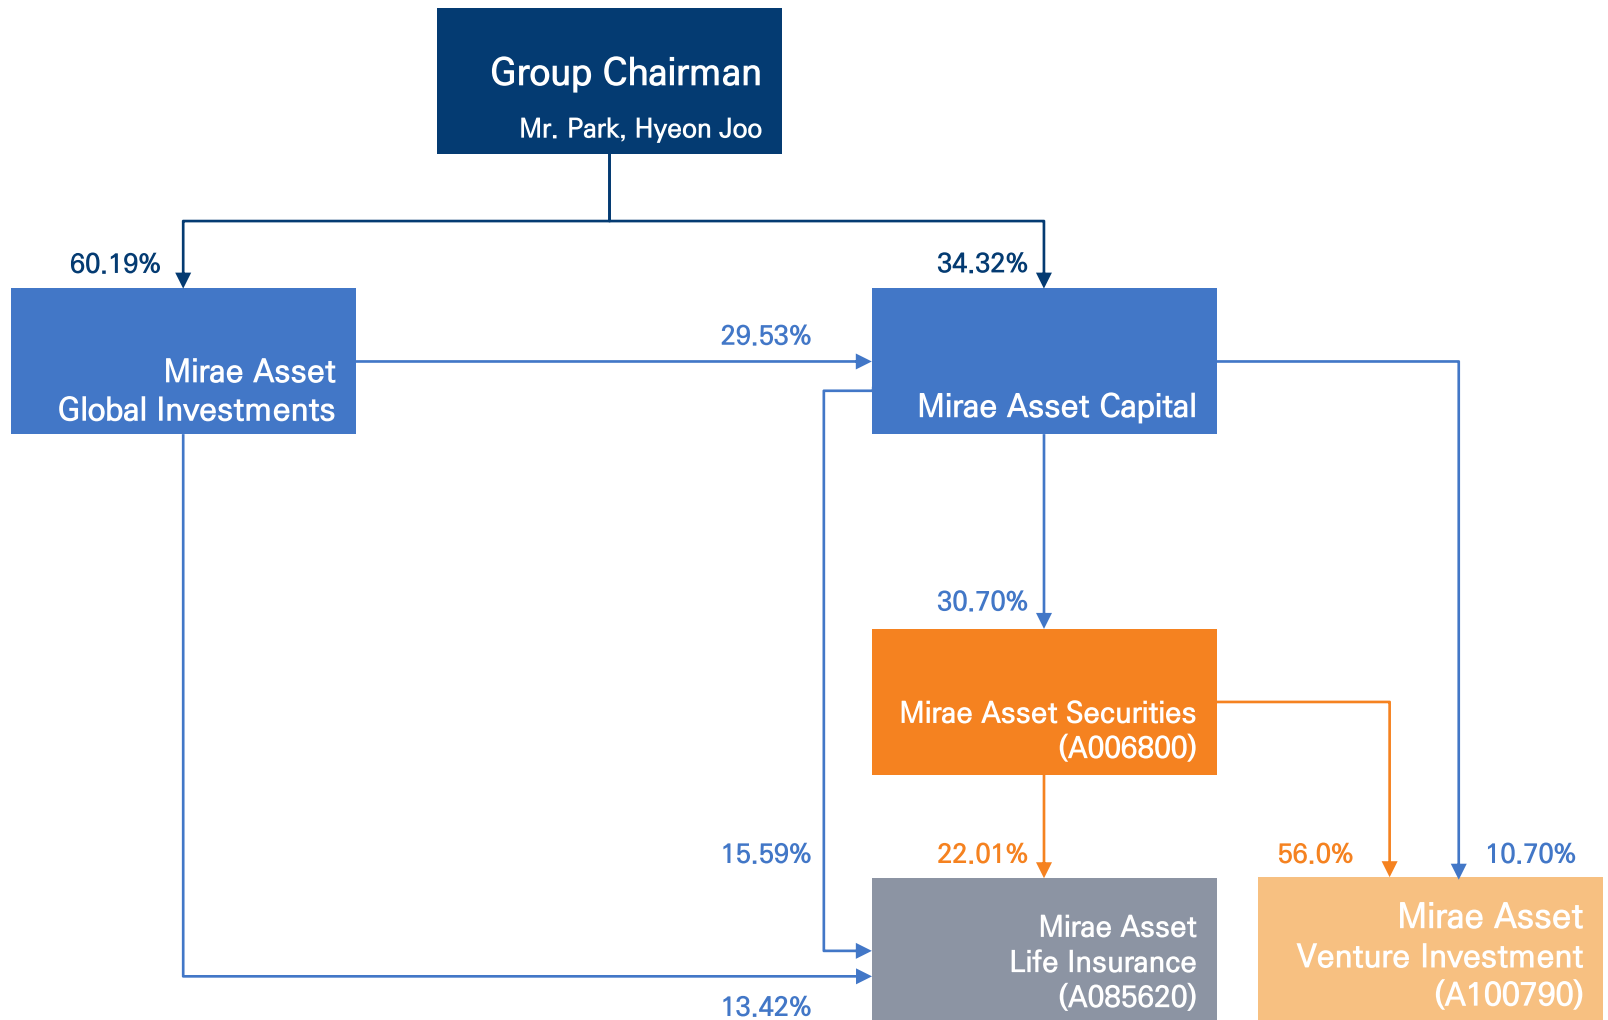 Group Chairman
Mr. Park, Hyeon Joo
60.19%
34.32%
29.53%
Mirae Asset
Global Investments
Mirae Asset Capital
30.70%
Mirae Asset Securities
(A006800)
15.59%
22.01%
56.0%
10.70%
Mirae Asset
Life Insurance
(A085620)
Mirae Asset
Venture Investment
(A100790)
13.42%